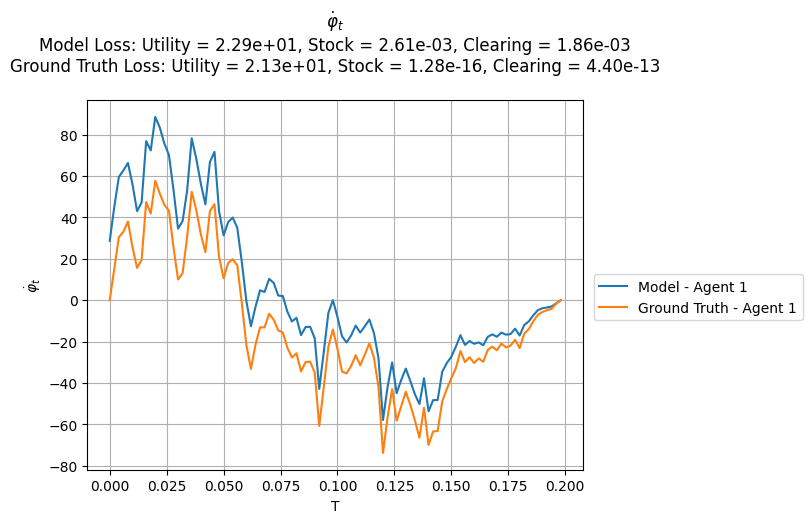 φ̇ₜ
Model Loss: Utility = 2.29e+01, Stock = 2.61e-03, Clearing = 1.86e-03
Ground Truth Loss: Utility = 2.13e+01, Stock = 1.28e-16, Clearing = 4.40e-13
80
60
40
20
0
−20
−40
−60
−80
φ̇ₜ
0.000 0.025 0.050 0.075 0.100 0.125 0.150 0.175 0.200
T
Model - Agent 1
Ground Truth - Agent 1